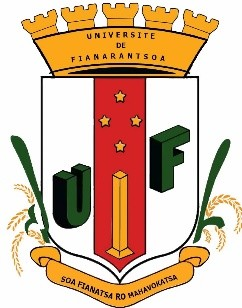 UNIVERSITE
DE
FIANARANTSOA
U I F
SOA FIANATSA RO MAHAVOKATSA